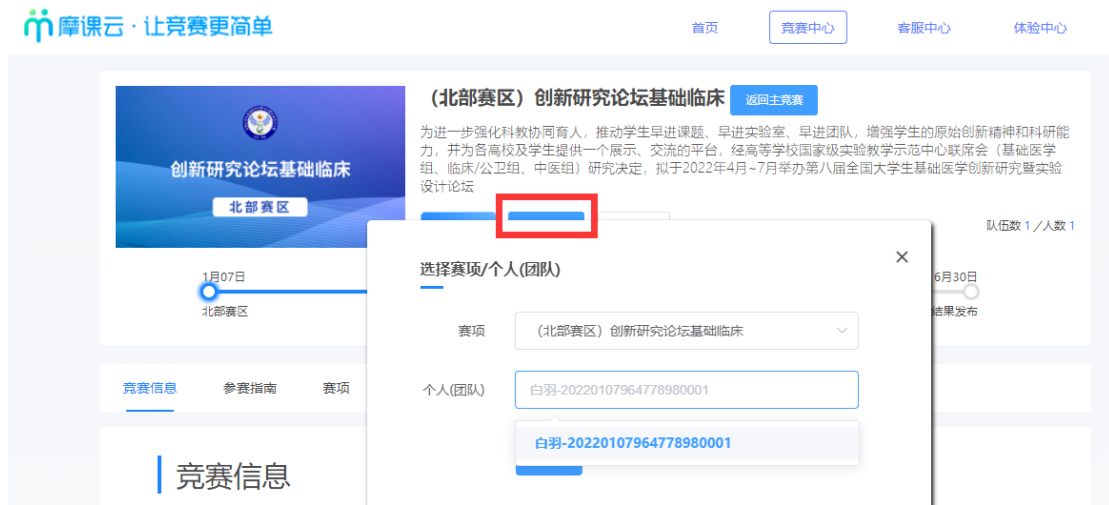 摩课云·让竞赛更简单
首页
竞赛中心
客服中心
体验中心
创新研究论坛基础临床
北部赛区
（北部赛区）创新研究论坛基础临床
返回主竞赛
为进一步强化科教协同育人，推动学生早进课题、早进实验室、早进团队，增强学生的原始创新精神和科研能
力，并为各高校及学生提供一个展示、交流的平台，经高等学校国家级实验教学示范中心联席会（基础医学
组、临床/公卫组、中医组）研究决定，拟于2022年4月~7月举办第八届全国大学生基础医学创新研究暨实验
设计论坛
队伍数 1 ／人数 1
1月07日
北部赛区
6月30日
结果发布
选择赛项/个人(团队)
赛项
（北部赛区）创新研究论坛基础临床
个人(团队)
白羽-20220107964778980001
白羽-20220107964778980001
竞赛信息
参赛指南
赛项
竞赛信息